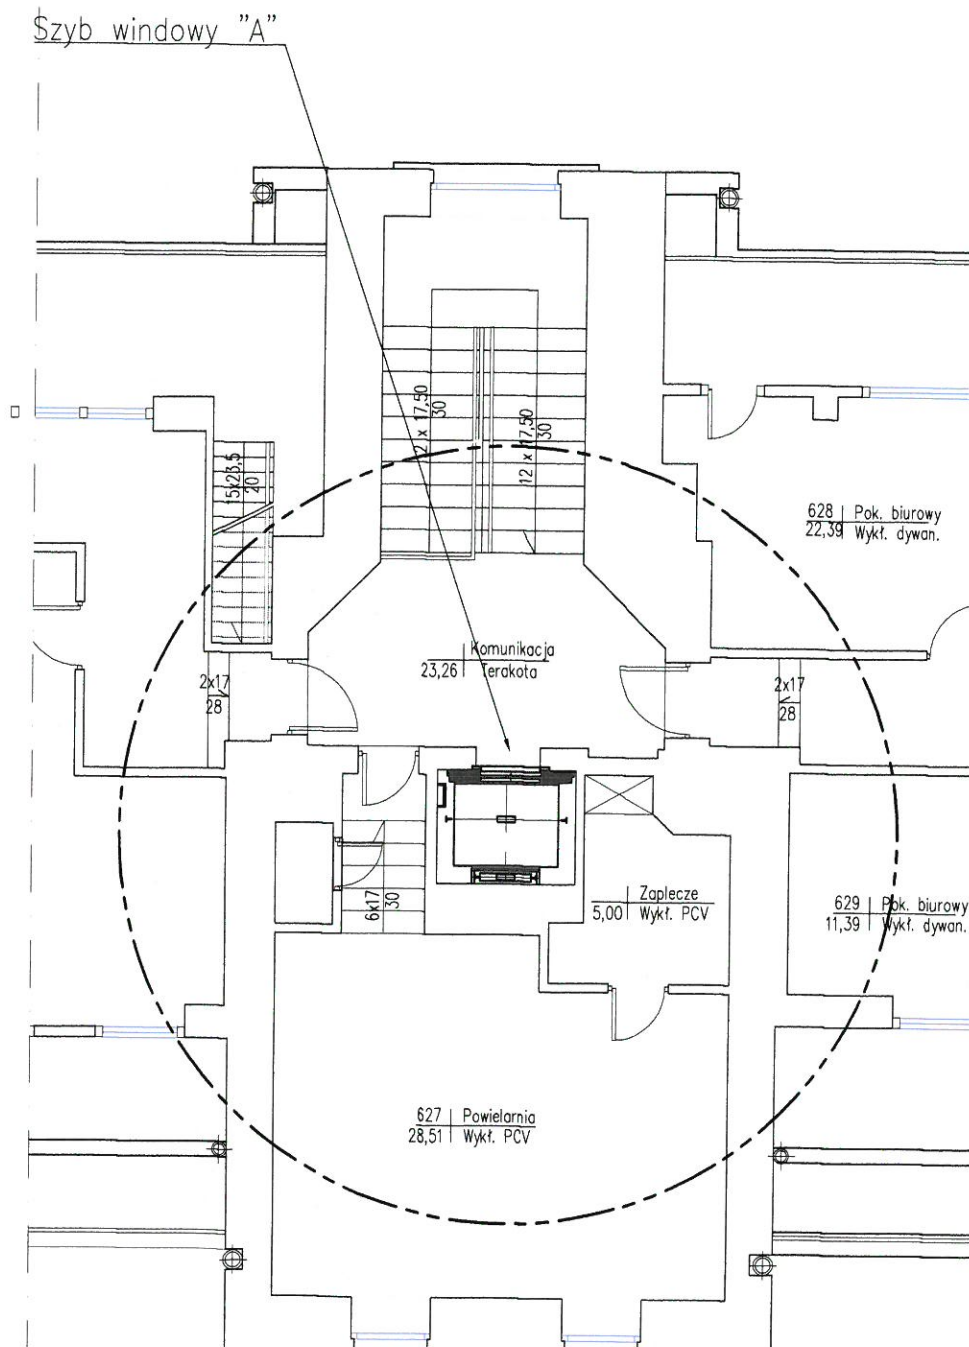 Szyb windowy "A"
12 x 17,50
30
12 x 17,50
30
15x23,5
20
628 Pok. biurowy
22,39 Wykł. dywan.
Komunikacja
23,26 Terakota
2x17
28
2x17
28
6x17
30
Zaplecze
5,00 Wykł. PCV
629 Pok. biurowy
11,39 Wykł. dywan.
627 Powielarnia
28,51 Wykł. PCV